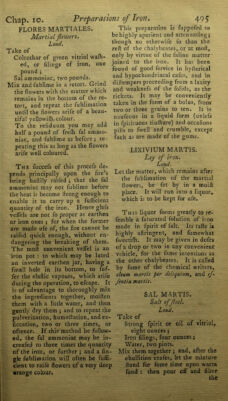 Chap. 10. Preparations of Iron. 495
FLORES MARTIALES.
Martial flowers.
Lond.
Take of
Colcothar of green vitriol wash-
ed, or filings of iron, one
pound;
Sal ammoniac, two pounds.
Mix and sublime in a retort. Grind
the flowers with the matter which
remains in the bottom of the re-
tort, and repeat the sublimation
until the flowers arise of a beau-
tiful yellowish colour.
To the residuum you may add
half a pound of fresh sal ammo-
niac, and sublime as before; re-
peating this as long as the flowers
arise well coloured.
THE success of this process de-
pends principally upon the fire's
being hastily raised, that the sal
ammoniac may not sublime before
the heat is become strong enough to
enable it to carry up a sufficient
quantity of the iron. Hence glass
vessels are not so proper as earthen
or iron ones; for when the former
are made use of, the fire cannot be
raised quick enough, without en-
dangering the breaking of them.
The most convenient vessel is an
iron pot: to which may be luted
an inverted earthen jar, having a
small hole in its bottom, to suf-
fer the elastic vapours, which arise
during the operation, to escape. It
is of advantage to thoroughly mix
the ingredients together, moisten
them with a little water, and then
gently dry them; and to repeat the
pulverization, humectation, and ex-
siccation, two or three times, or
oftener. If this method be follow-
ed, the sal ammoniac may be in-
creased to three times the quantity
of the iron, or further; and a sin-
gle sublimation will often be suffi-
cient to raise flowers of a very deep
orange colour.
This preparation is supposed to
be highly aperient and attenuating;
though no otherwise so than the
rest of the chalybeates, or at most,
only by virtue of the saline matter
joined to the iron. It has been
found of good service in hysterical
and hypochondriacal cases, and in
distempers proceeding from a laxity
and weakness of the solids, as the
rickets. It may be conveniently
taken in the form of a bolus, from
two or three grains to ten. It is
nauseous in a liquid form (unless
in spirituous tincture) and occasions
pills to swell and crumble, except
such as are made of the gums.
LIXIVIUM MARTIS.
Ley of iron.
Lond.
Let the matter, which remains after
the sublimation of the martial
flowers, be set by in a moist
place. It will run into a liquor,
which is to be kept for use.
THIS liquor seems greatly to re-
semble a saturated solution of iron
made in spirit of salt. Its taste is
highly astringent, and somewhat
sweetish. It may be given in doses
of a drop or two in any convenient
vehicle, for the same intentions as
the other chalybeates. It is called
by some of the chemical writers,
oleum martis per deliquium, and es-
sentia martis.
SAL MARTIS.
Salt of steel.
Lond.
Take of
Strong spirit or oil of vitriol,
eight ounces;
Iron filings, four ounces;
Water, two pints.
Mix them together; and, after the
ebullition ceases, let the mixture
stand for some time upon warm
sand: then pour off and filter
the